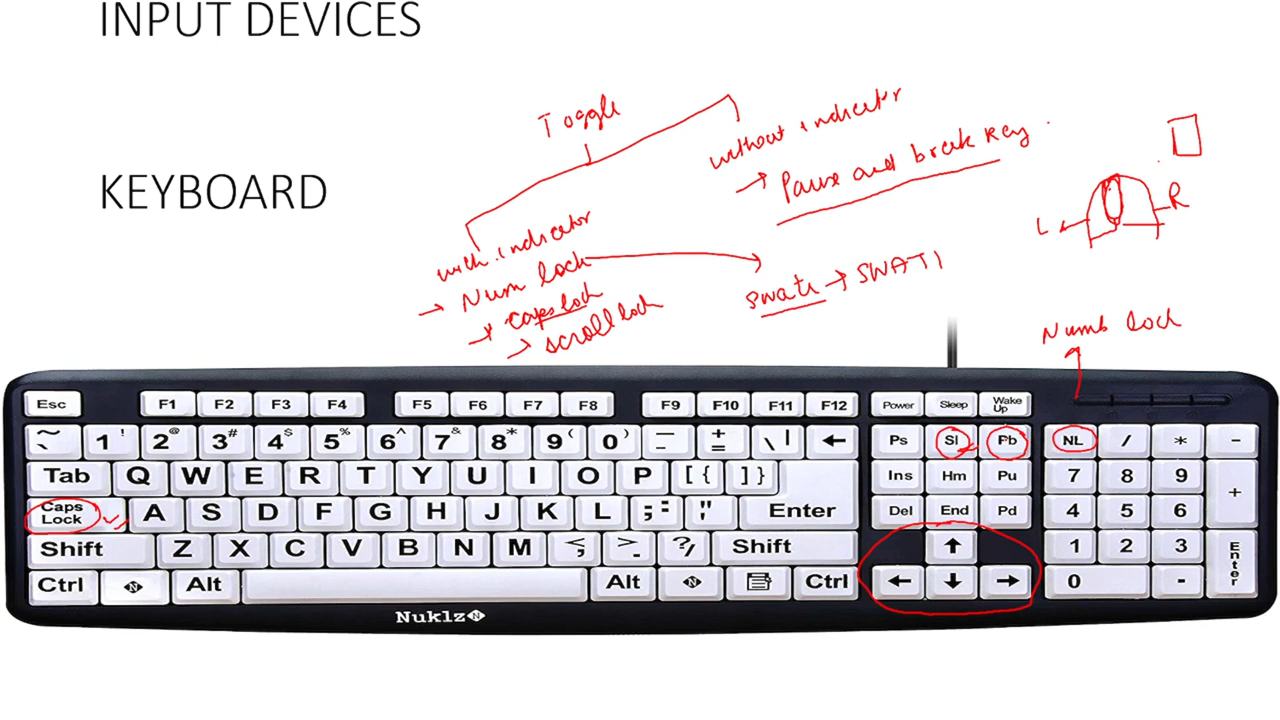 INPUT DEVICES
KEYBOARD
Toggle
with indicator
→ Num lock
→ caps lock
→ scroll lock
without indicator
→ Pause and break key.
swati → SWATI
L
R
Numb lock
Esc F1 F2 F3 F4 F5 F6 F7 F8 F9 F10 F11 F12 Power Sleep Wake Up
~ 1 ! 2 @ 3 # 4 $ 5 % 6 ^ 7 & 8 * 9 ( 0 ) _ - + = \ | ← Ps Sl Pb NL / * -
Tab Q W E R T Y U I O P [ { ] } Ins Hm Pu 7 8 9 +
Caps Lock A S D F G H J K L ; : ' " Enter Del End Pd 4 5 6
Shift Z X C V B N M < , > . ? / Shift ↑ 1 2 3 Enter
Ctrl N Alt Alt N Ctrl ← ↓ → 0 -
Nuklz N